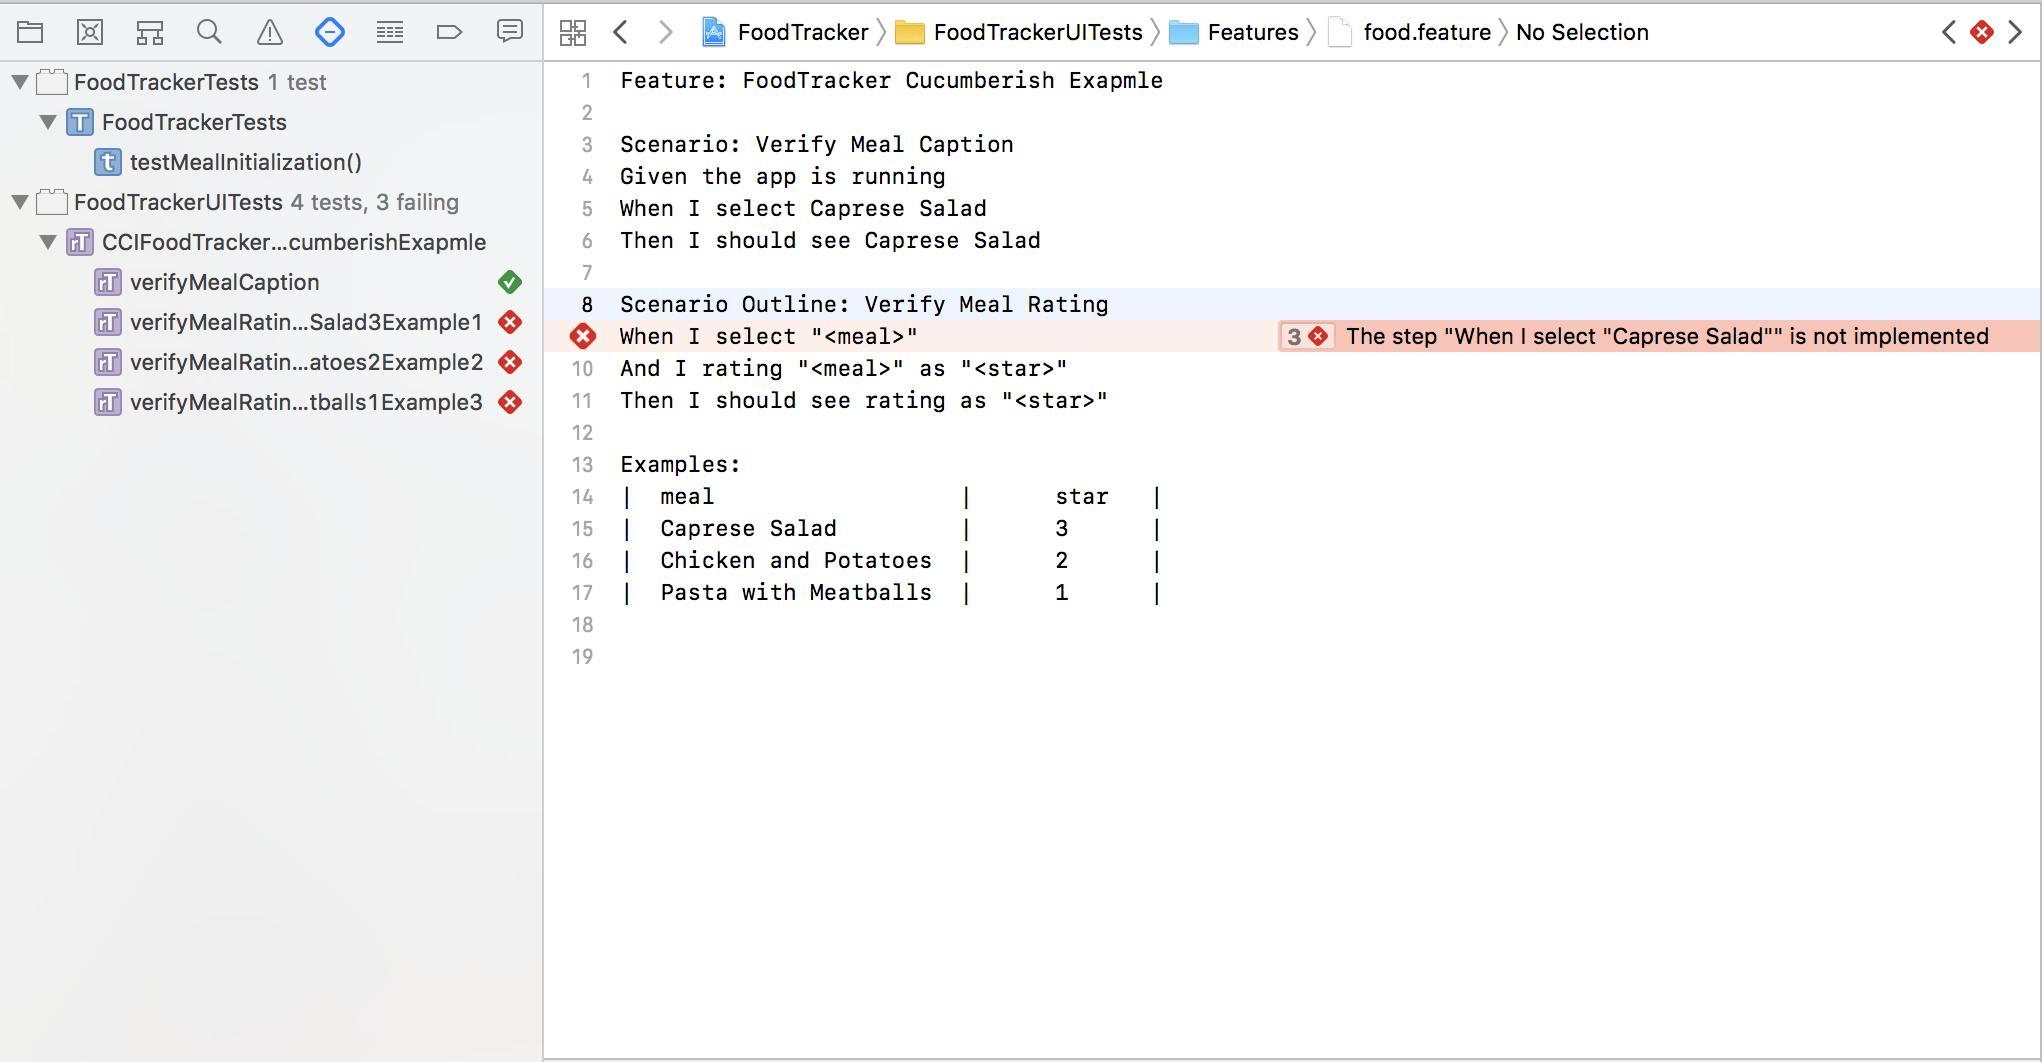 FoodTracker FoodTrackerUITests Features food.feature No Selection
FoodTrackerTests 1 test
T FoodTrackerTests
t testMealInitialization()
FoodTrackerUITests 4 tests, 3 failing
rT CCIFoodTracker...cumberishExapmle
rT verifyMealCaption
rT verifyMealRatin...Salad3Example1
rT verifyMealRatin...atoes2Example2
rT verifyMealRatin...tballs1Example3
1 Feature: FoodTracker Cucumberish Exapmle
2
3 Scenario: Verify Meal Caption
4 Given the app is running
5 When I select Caprese Salad
6 Then I should see Caprese Salad
7
8 Scenario Outline: Verify Meal Rating
When I select "<meal>" 3 The step "When I select "Caprese Salad"" is not implemented
10 And I rating "<meal>" as "<star>"
11 Then I should see rating as "<star>"
12
13 Examples:
14 | meal | star |
15 | Caprese Salad | 3 |
16 | Chicken and Potatoes | 2 |
17 | Pasta with Meatballs | 1 |
18
19